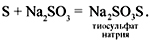 S + Na₂SO₃ = Na₂SO₃S.
тиосульфат
натрия